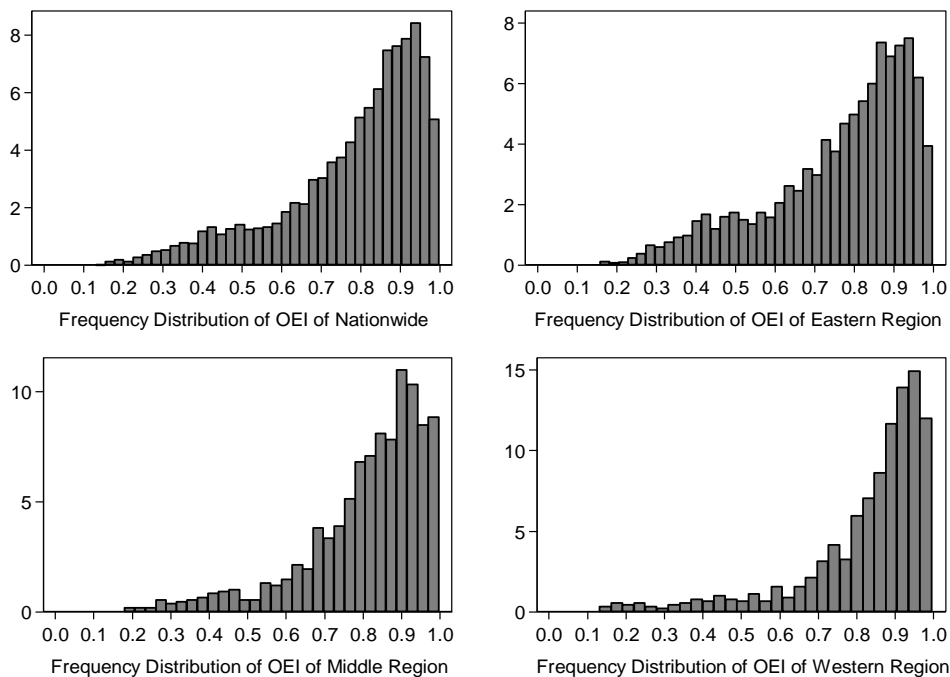 8
6
4
2
0
0.0 0.1 0.2 0.3 0.4 0.5 0.6 0.7 0.8 0.9 1.0
Frequency Distribution of OEI of Nationwide
8
6
4
2
0
0.0 0.1 0.2 0.3 0.4 0.5 0.6 0.7 0.8 0.9 1.0
Frequency Distribution of OEI of Eastern Region
10
5
0
0.0 0.1 0.2 0.3 0.4 0.5 0.6 0.7 0.8 0.9 1.0
Frequency Distribution of OEI of Middle Region
15
10
5
0
0.0 0.1 0.2 0.3 0.4 0.5 0.6 0.7 0.8 0.9 1.0
Frequency Distribution of OEI of Western Region